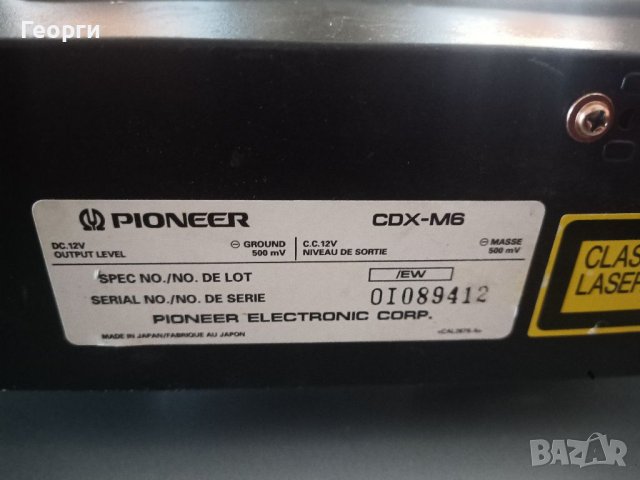 Георги
PIONEER CDX-M6
DC.12V ⊖ GROUND C.C.12V ⊖ MASSE
OUTPUT LEVEL 500 mV NIVEAU DE SORTIE 500 mV
SPEC NO./NO. DE LOT /EW
SERIAL NO./NO. DE SERIE OI089412
PIONEER ELECTRONIC CORP.
MADE IN JAPAN/FABRIQUE AU JAPON
CLAS
LASER
BAZAR